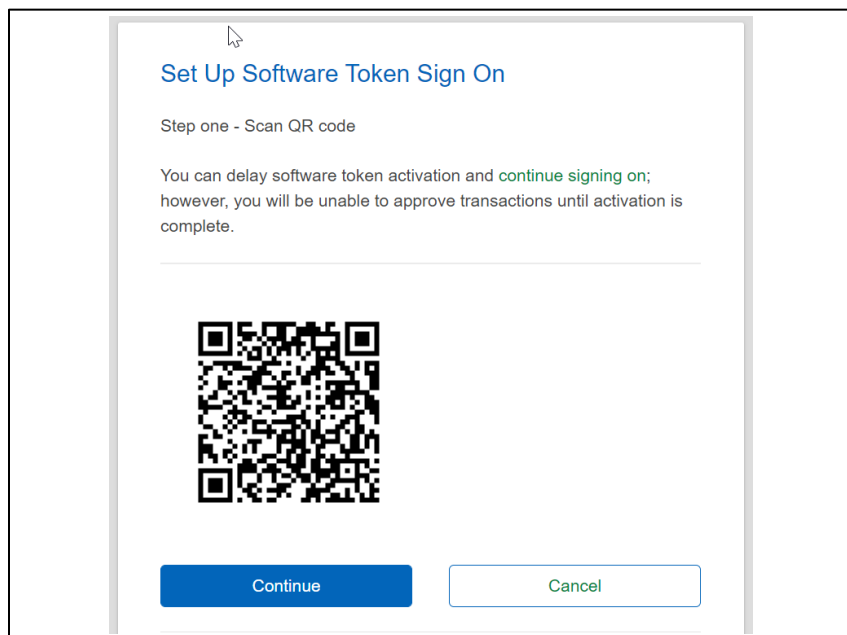 Set Up Software Token Sign On
Step one - Scan QR code
You can delay software token activation and continue signing on;
however, you will be unable to approve transactions until activation is
complete.
Continue
Cancel